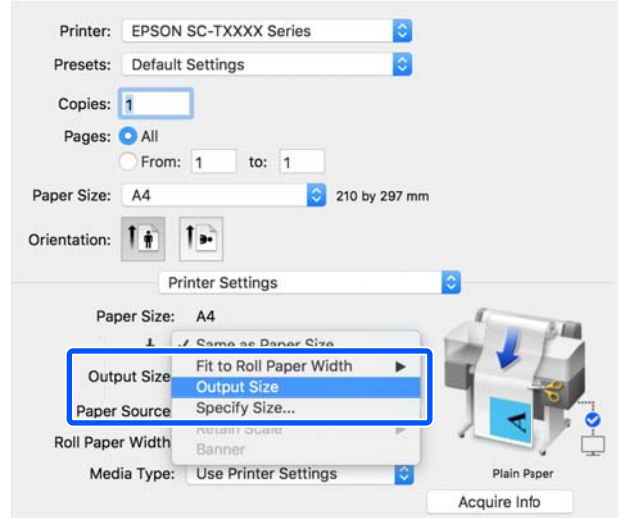 Printer: EPSON SC-TXXXX Series
Presets: Default Settings
Copies: 1
Pages: All
From: 1 to: 1
Paper Size: A4 210 by 297 mm
Orientation:
Printer Settings
Paper Size: A4
✓ Same as Paper Size
Output Size
Fit to Roll Paper Width
Output Size
Paper Source
Specify Size...
Retain Scale
Roll Paper Width
Banner
Media Type: Use Printer Settings
A
Plain Paper
Acquire Info